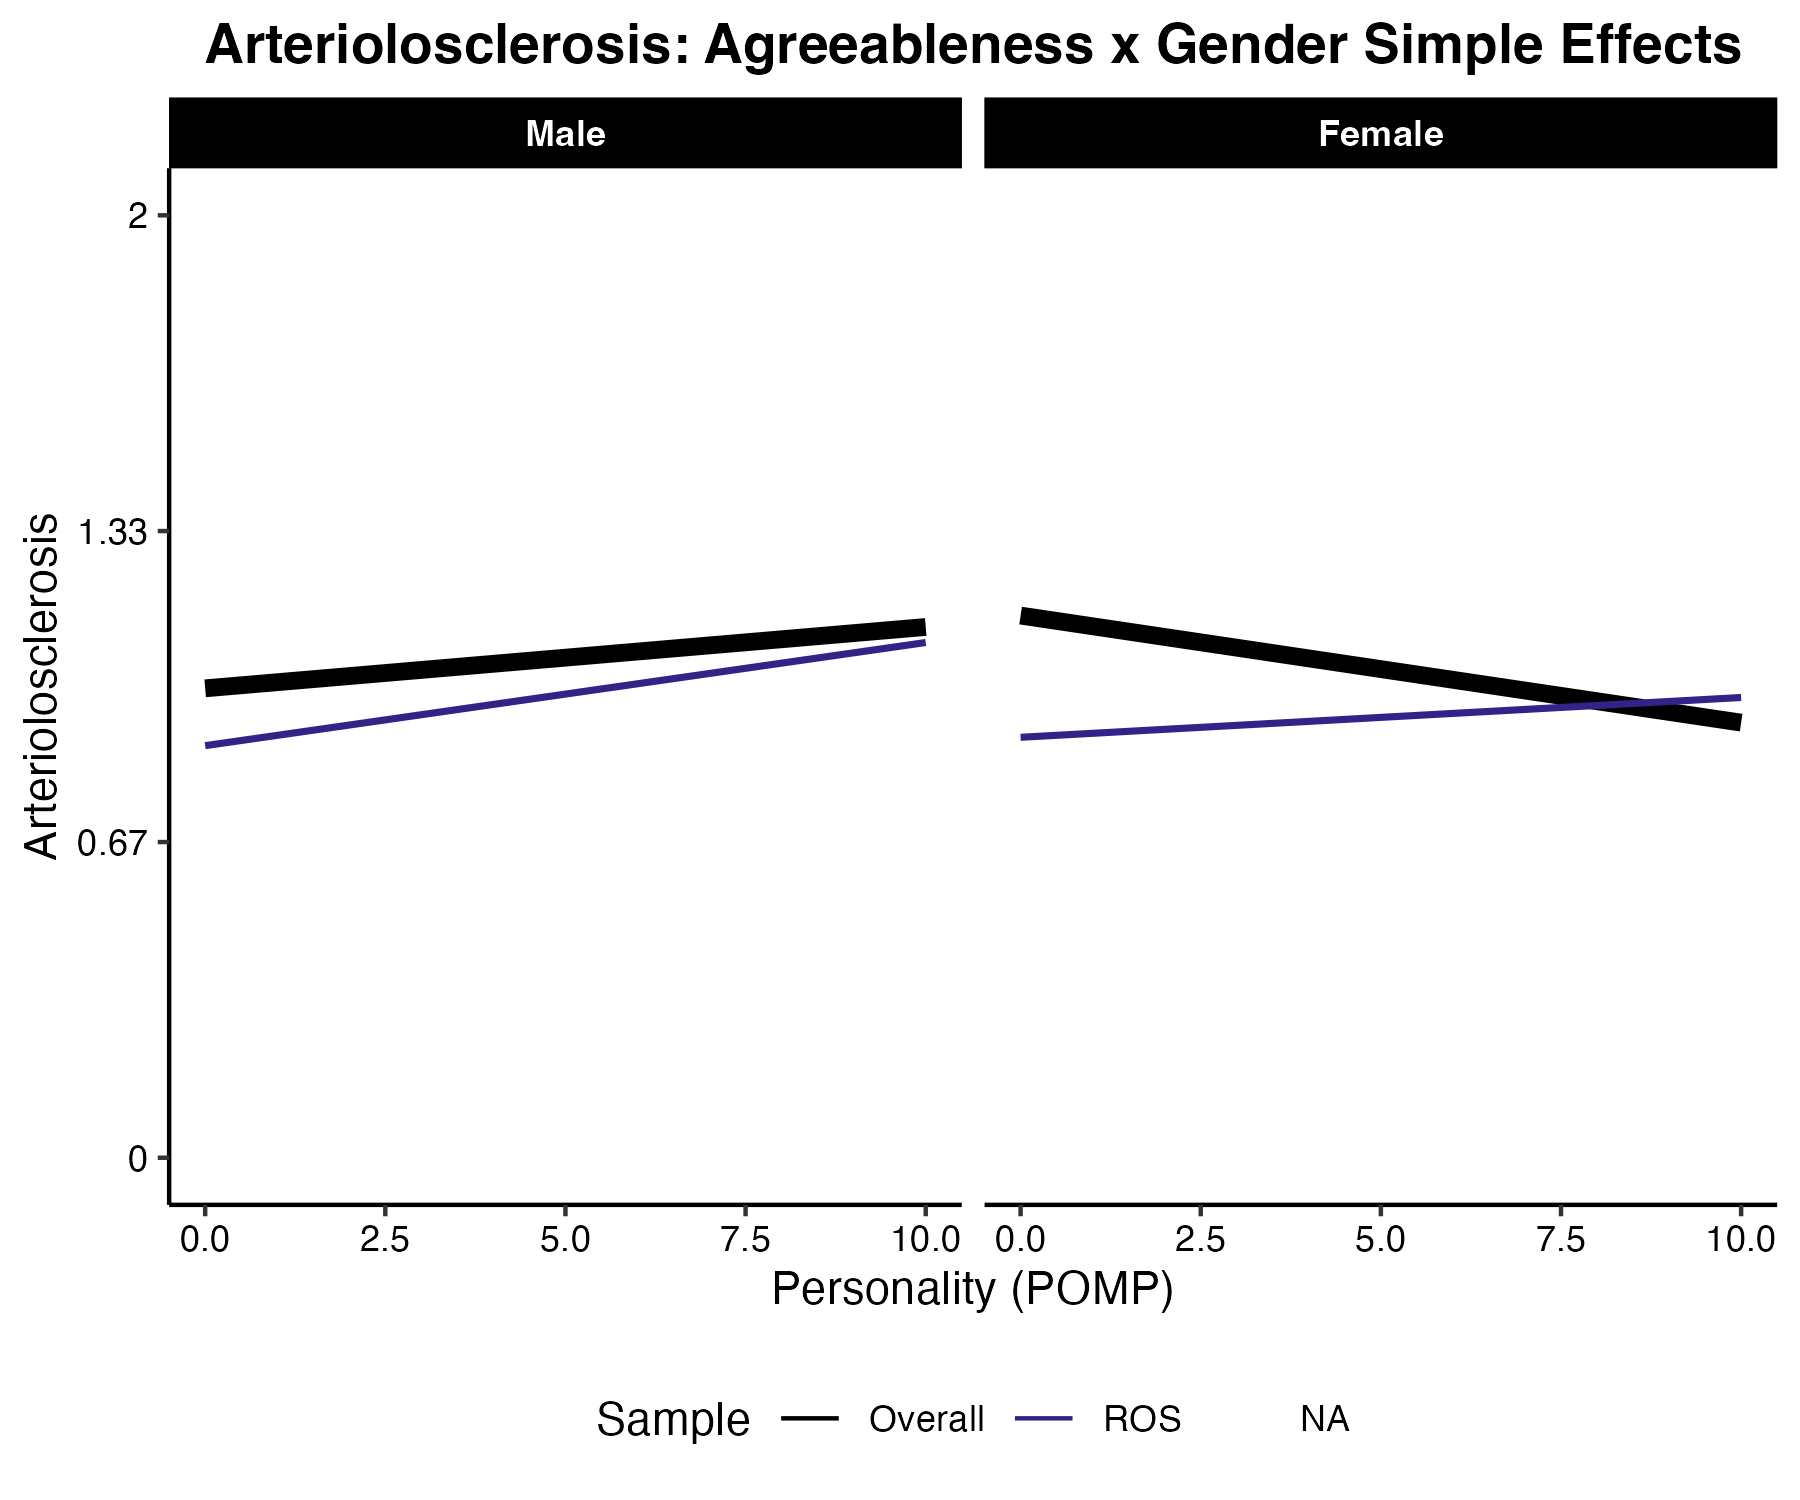 Arteriolosclerosis: Agreeableness x Gender Simple Effects
Male
Female
Arteriolosclerosis
2
1.33
0.67
0
0.0 2.5 5.0 7.5 10.0
0.0 2.5 5.0 7.5 10.0
Personality (POMP)
Sample Overall ROS NA